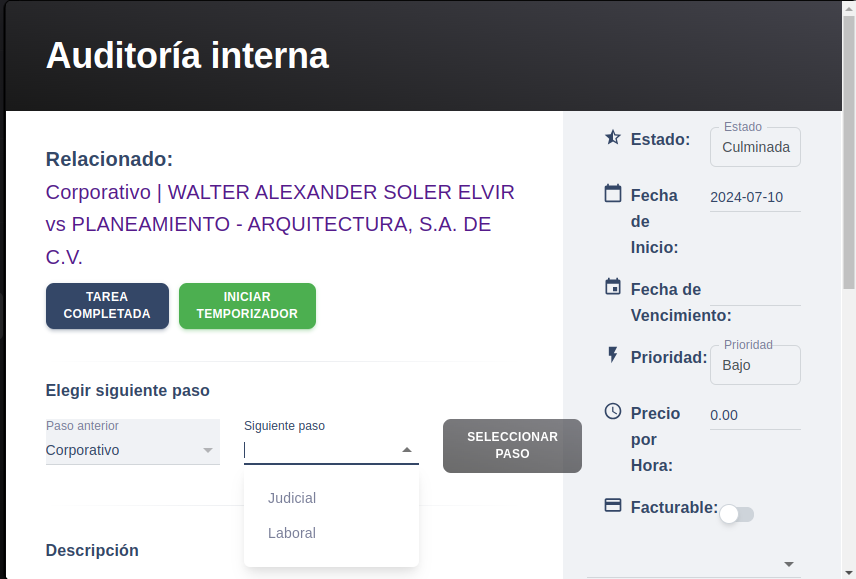 Auditoría interna
Relacionado:
Corporativo | WALTER ALEXANDER SOLER ELVIR
vs PLANEAMIENTO - ARQUITECTURA, S.A. DE
C.V.
TAREA
COMPLETADA
INICIAR
TEMPORIZADOR
Elegir siguiente paso
Paso anterior
Corporativo
Siguiente paso
SELECCIONAR
PASO
Judicial
Laboral
Descripción
Estado:
Estado
Culminada
Fecha
de
Inicio:
2024-07-10
Fecha de
Vencimiento:
Prioridad:
Prioridad
Bajo
Precio
por
Hora:
0.00
Facturable: